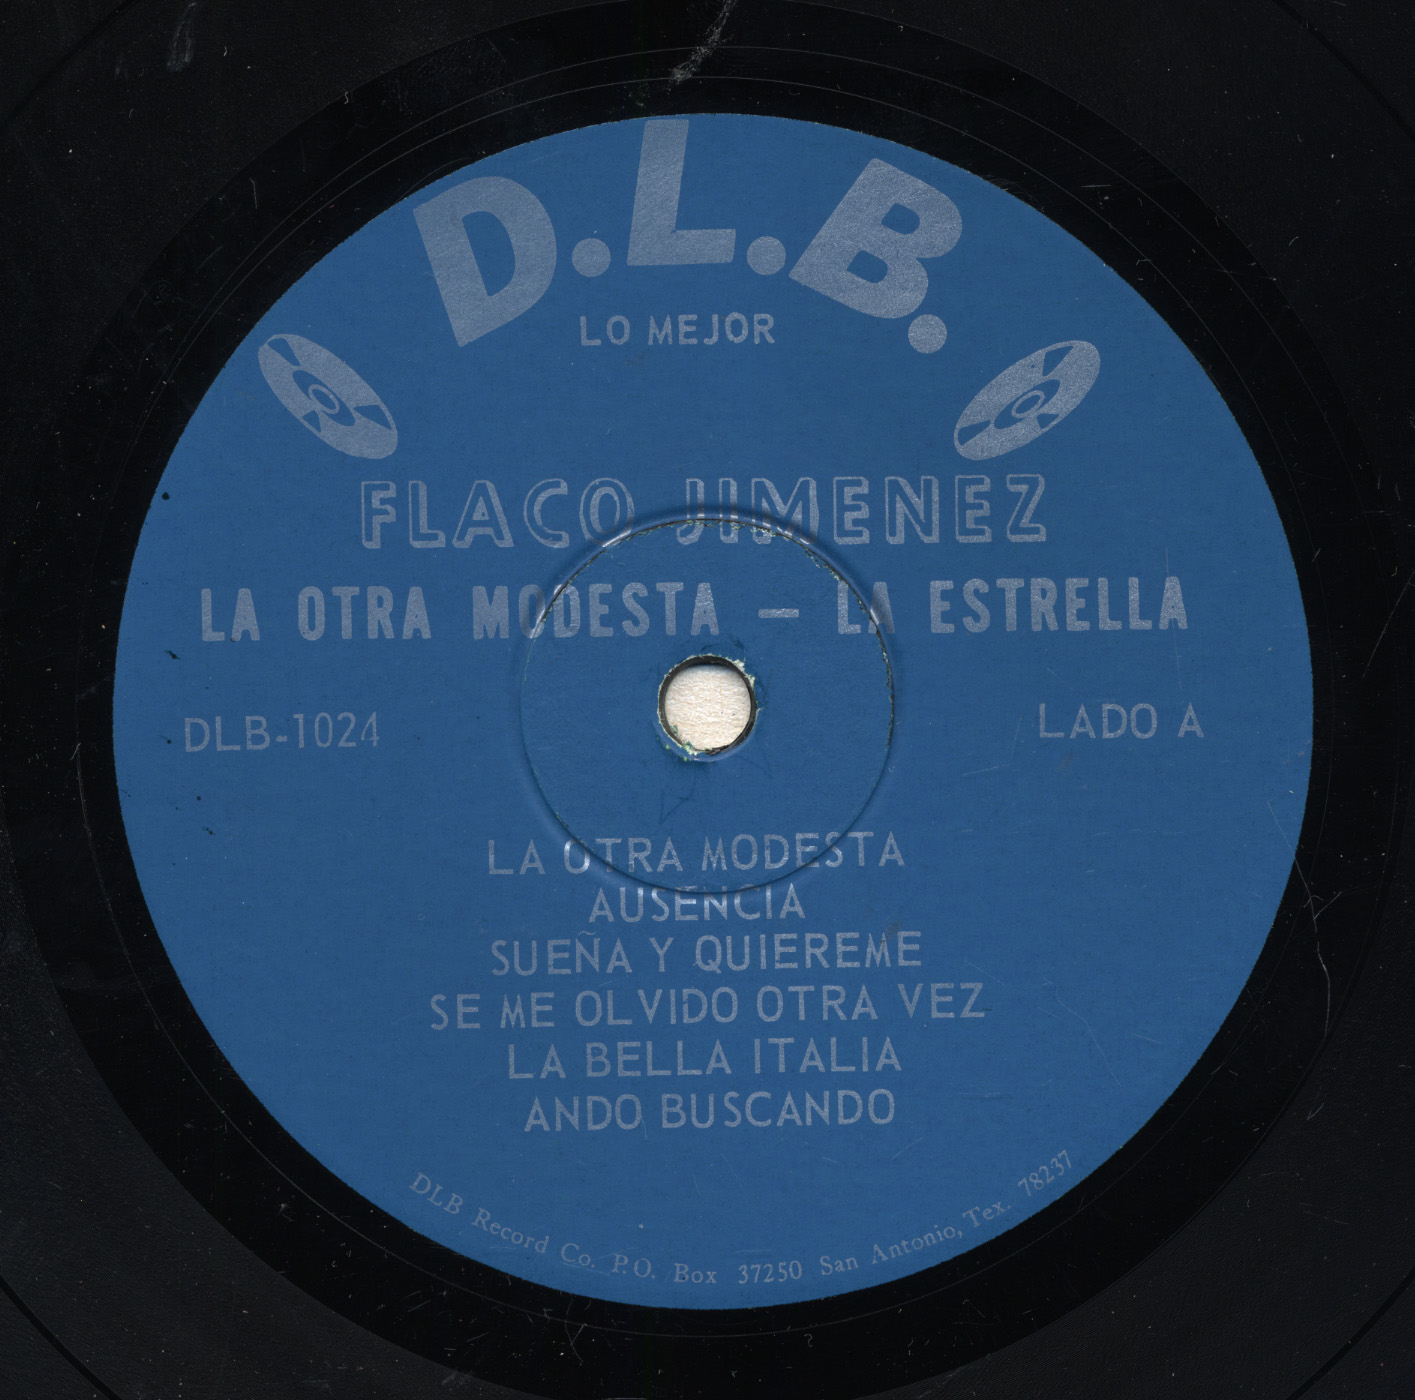 D.L.B.
LO MEJOR
FLACO JIMENEZ
LA OTRA MODESTA — LA ESTRELLA
DLB-1024
LADO A
LA OTRA MODESTA
AUSENCIA
SUEÑA Y QUIEREME
SE ME OLVIDO OTRA VEZ
LA BELLA ITALIA
ANDO BUSCANDO
DLB Record Co. P.O. Box 37250 San Antonio, Tex. 78237